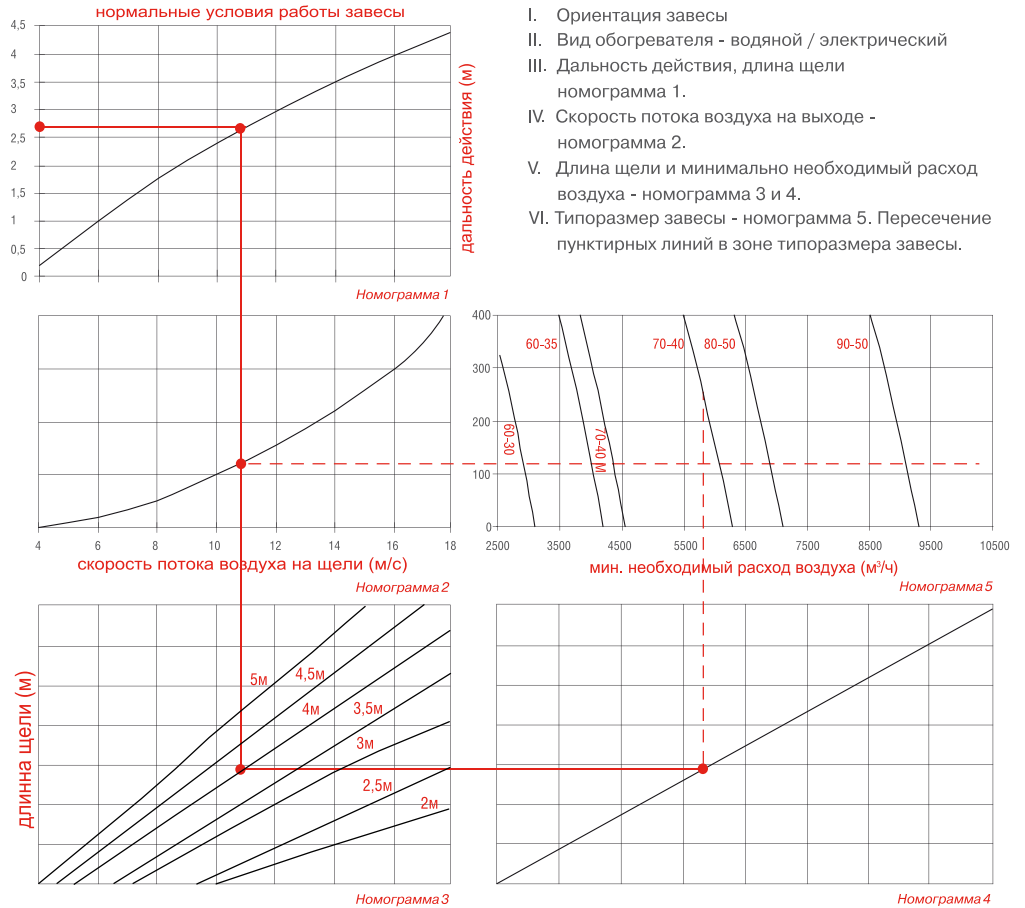 нормальные условия работы завесы
4,5
4
3,5
3
2,5
2
1,5
1
0,5
0
дальность действия (м)
Номограмма 1
I. Ориентация завесы
II. Вид обогревателя - водяной / электрический
III. Дальность действия, длина щели
номограмма 1.
IV. Скорость потока воздуха на выходе -
номограмма 2.
V. Длина щели и минимально необходимый расход
воздуха - номограмма 3 и 4.
VI. Типоразмер завесы - номограмма 5. Пересечение
пунктирных линий в зоне типоразмера завесы.
4 6 8 10 12 14 16 18
скорость потока воздуха на щели (м/с)
Номограмма 2
400
300
200
100
0
60-30
60-35
70-40 М
70-40
80-50
90-50
2500 3500 4500 5500 6500 7500 8500 9500 10500
мин. необходимый расход воздуха (м³/ч)
Номограмма 5
длинна щели (м)
5м
4,5м
4м
3,5м
3м
2,5м
2м
Номограмма 3
Номограмма 4